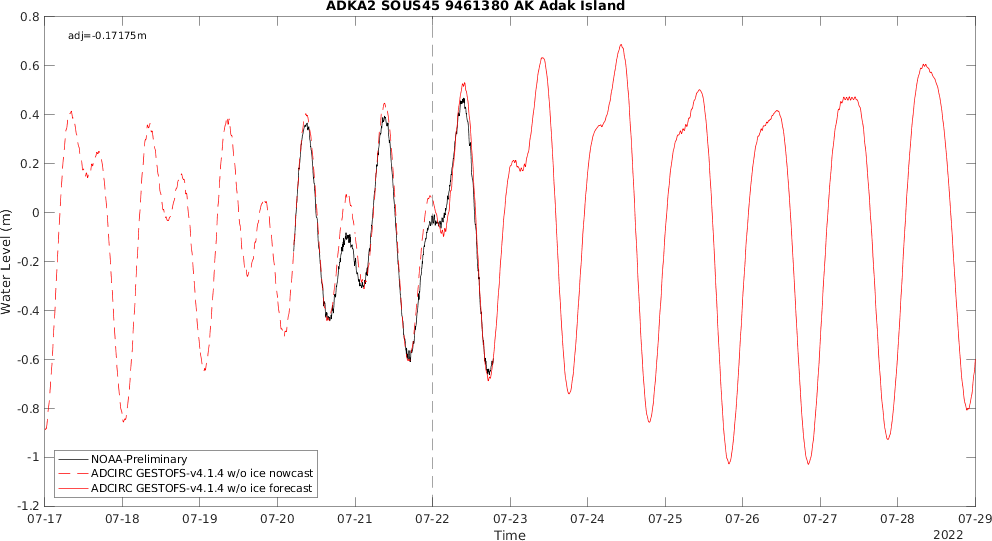 ADKA2 SOUS45 9461380 AK Adak Island
adj=-0.17175m
0.8
0.6
0.4
0.2
0
-0.2
-0.4
-0.6
-0.8
-1
-1.2
Water Level (m)
NOAA-Preliminary
ADCIRC GESTOFS-v4.1.4 w/o ice nowcast
ADCIRC GESTOFS-v4.1.4 w/o ice forecast
07-17 07-18 07-19 07-20 07-21 07-22 07-23 07-24 07-25 07-26 07-27 07-28 07-29
Time
2022